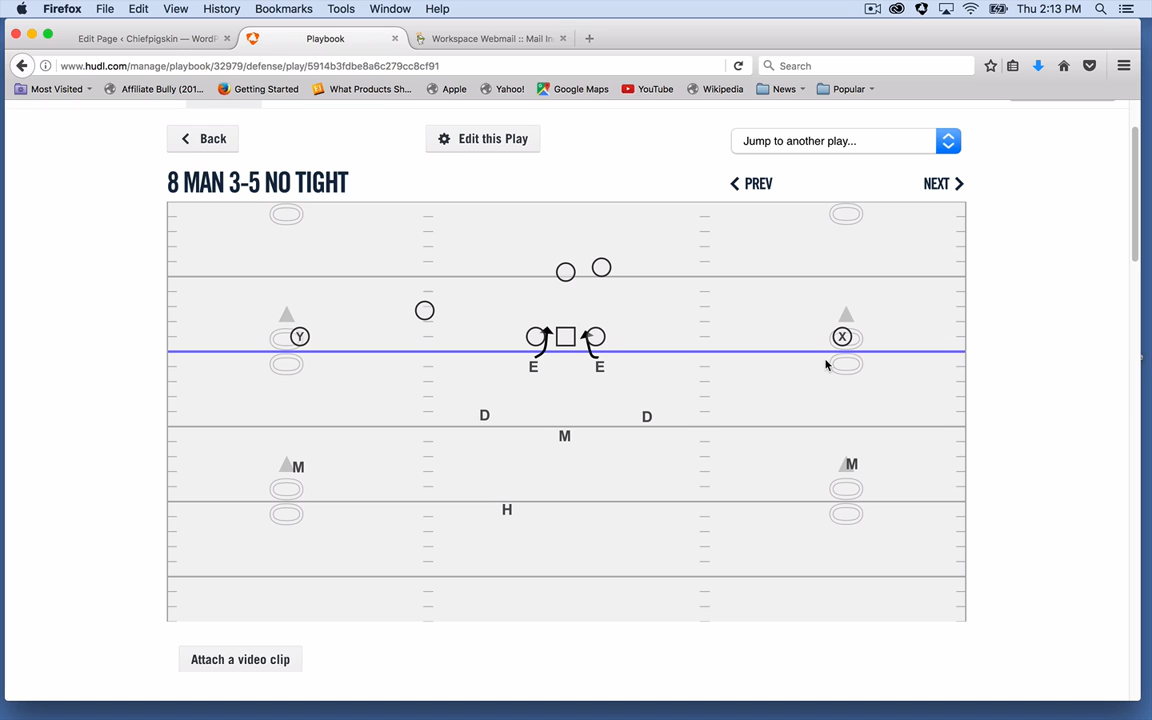 Firefox File Edit View History Bookmarks Tools Window Help Thu 2:13 PM
Edit Page ‹ Chiefpigskin — WordP Playbook Workspace Webmail :: Mail In
www.hudl.com/manage/playbook/32979/defense/play/5914b3fdbe8a6c279cc8cf91 Search
Most Visited Affiliate Bully (201... Getting Started What Products Sh... Apple Yahoo! Google Maps YouTube Wikipedia News Popular
Back Edit this Play Jump to another play...
8 MAN 3-5 NO TIGHT PREV NEXT
Y X
E E
D D
M
M M
H
Attach a video clip